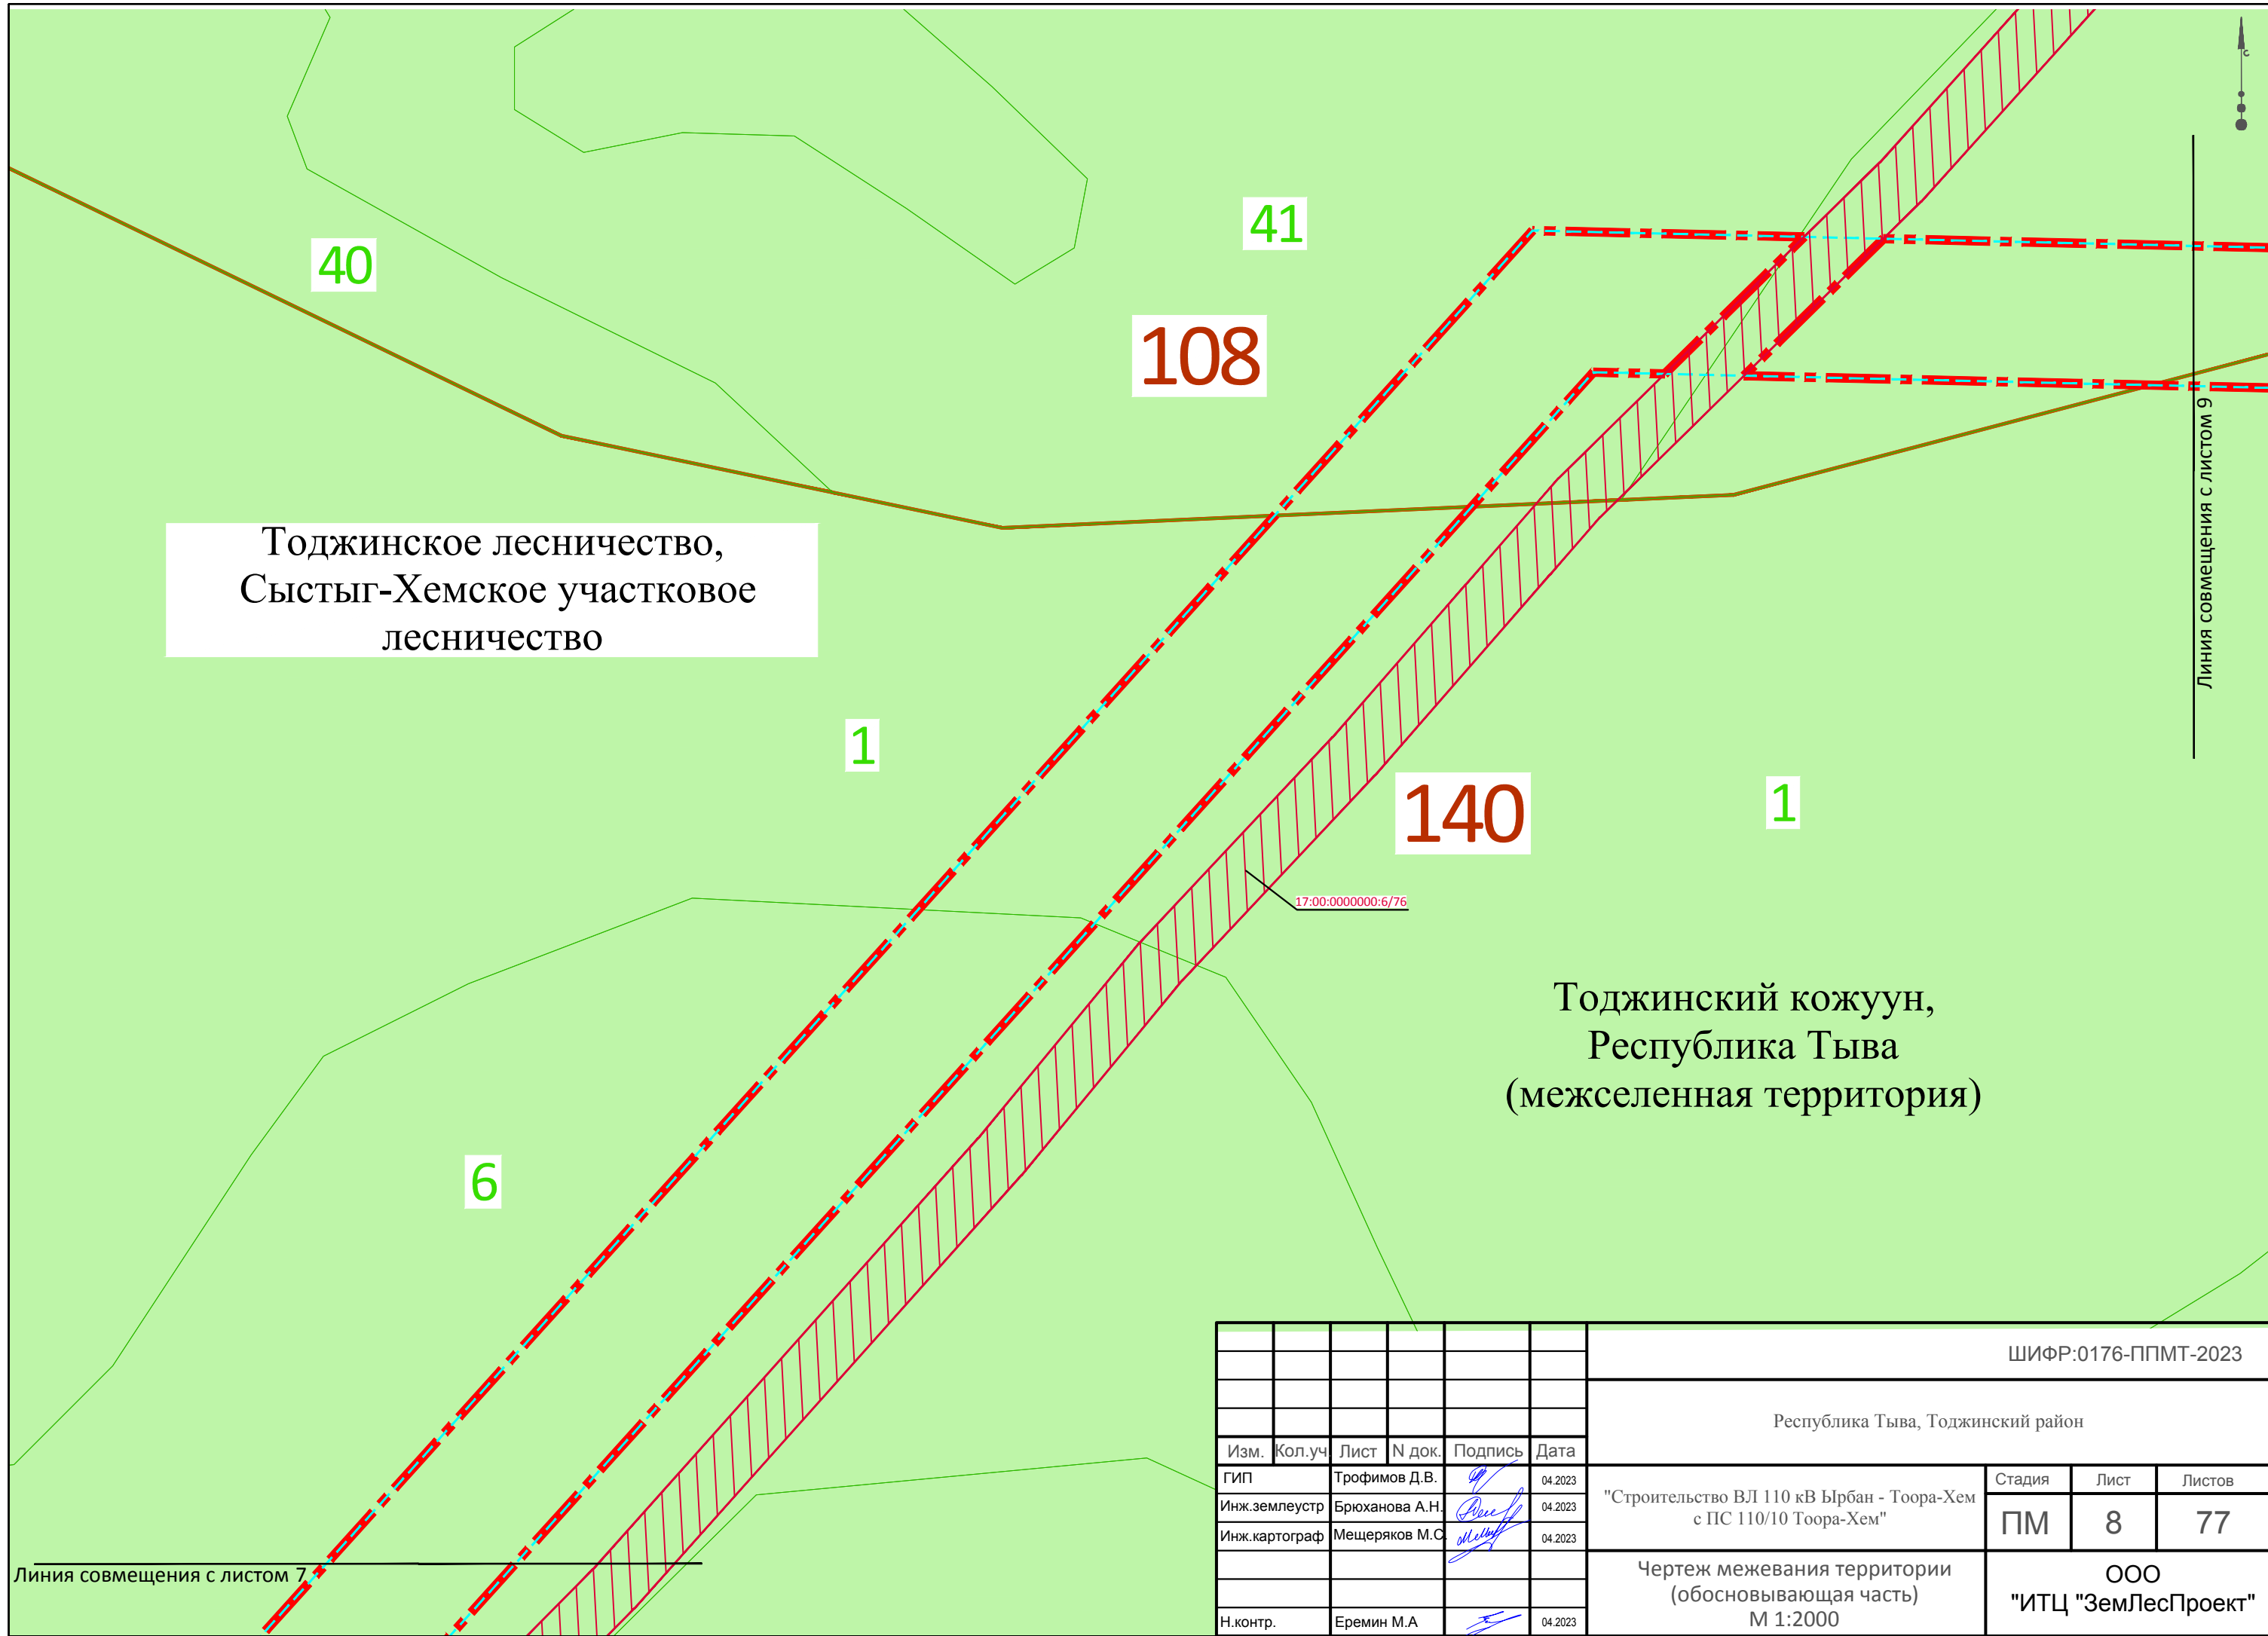 с
41
40
108
Линия совмещения с листом 9
Тоджинское лесничество,
Сыстыг-Хемское участковое
лесничество
1
140
1
17:00:0000000:6/76
Тоджинский кожуун,
Республика Тыва
(межселенная территория)
6
Линия совмещения с листом 7
ШИФР:0176-ППМТ-2023
Республика Тыва, Тоджинский район
Изм. Кол.уч Лист N док. Подпись Дата
ГИП Трофимов Д.В. 04.2023
Инж.землеустр Брюханова А.Н. 04.2023
Инж.картограф Мещеряков М.С. 04.2023
Н.контр. Еремин М.А 04.2023
"Строительство ВЛ 110 кВ Ырбан - Тоора-Хем
с ПС 110/10 Тоора-Хем"
Стадия Лист Листов
ПМ 8 77
Чертеж межевания территории
(обосновывающая часть)
М 1:2000
ООО
"ИТЦ "ЗемЛесПроект"